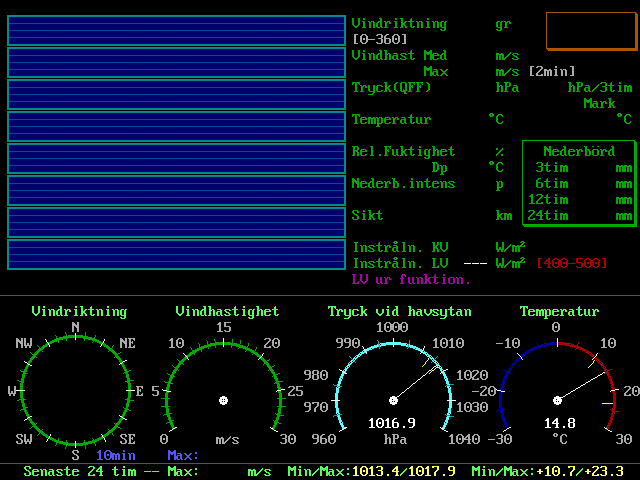 Vindriktning gr
[0-360]
Vindhast Med m/s
Max m/s [2min]
Tryck(QFF) hPa hPa/3tim
Mark
Temperatur °C °C
Rel.Fuktighet % Nederbörd
Dp °C 3tim mm
Nederb.intens p 6tim mm
12tim mm
Sikt km 24tim mm
Instråln. KV W/m²
Instråln. LV --- W/m² [400-500]
LV ur funktion.
Vindriktning Vindhastighet Tryck vid havsytan Temperatur
N 15 1000 0
NW NE 10 20 990 1010 -10 10
980 1020
W E 5 25 -20 20
970 1030
1016.9 14.8
SW SE 0 m/s 30 960 hPa 1040 -30 °C 30
S 10min Max:
Senaste 24 tim -- Max: m/s Min/Max:1013.4/1017.9 Min/Max:+10.7/+23.3